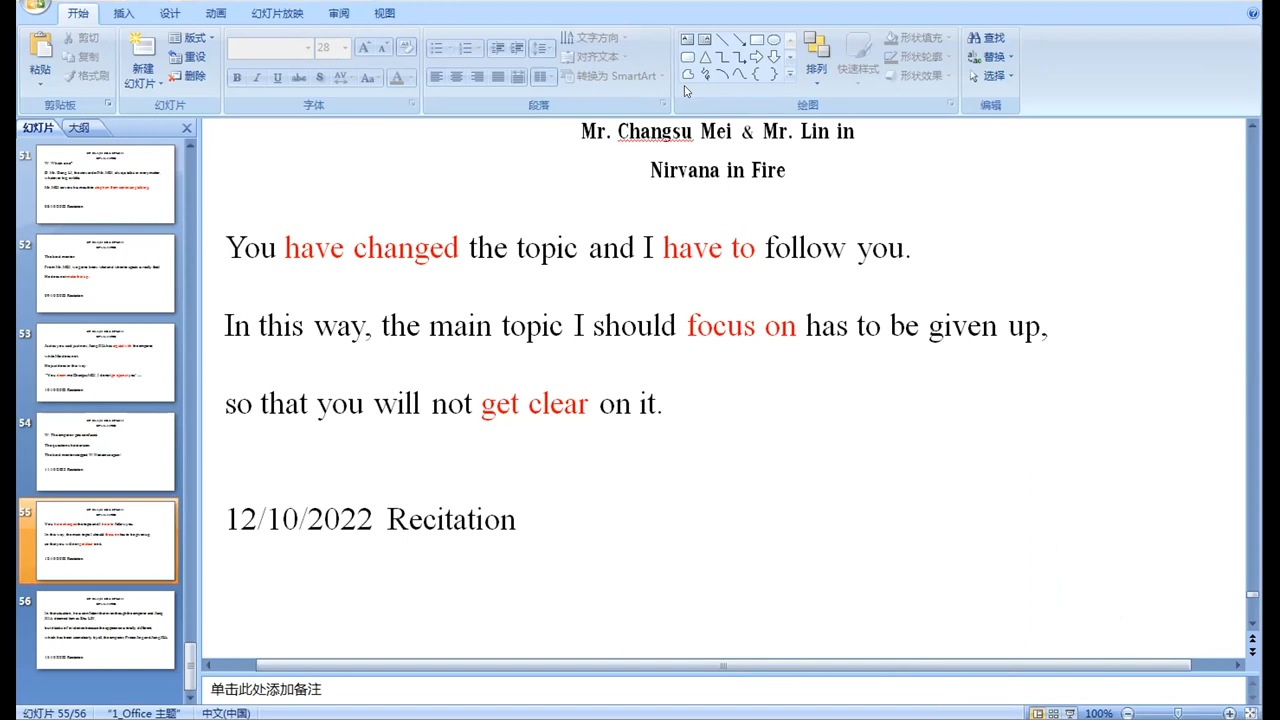 开始 插入 设计 动画 幻灯片放映 审阅 视图
剪切 复制 格式刷 粘贴
版式 重设 删除 新建 幻灯片
28
文字方向 对齐文本 转换为 SmartArt
排列 快速样式 形状填充 形状轮廓 形状效果
查找 替换 选择
剪贴板 幻灯片 字体 段落 绘图 编辑
幻灯片 大纲
51
52
53
54
55
56
Mr. Changsu Mei & Mr. Lin in
Nirvana in Fire
You have changed the topic and I have to follow you.
In this way, the main topic I should focus on has to be given up,
so that you will not get clear on it.
12/10/2022 Recitation
单击此处添加备注
幻灯片 55/56 "1_Office 主题" 中文(中国) 100%